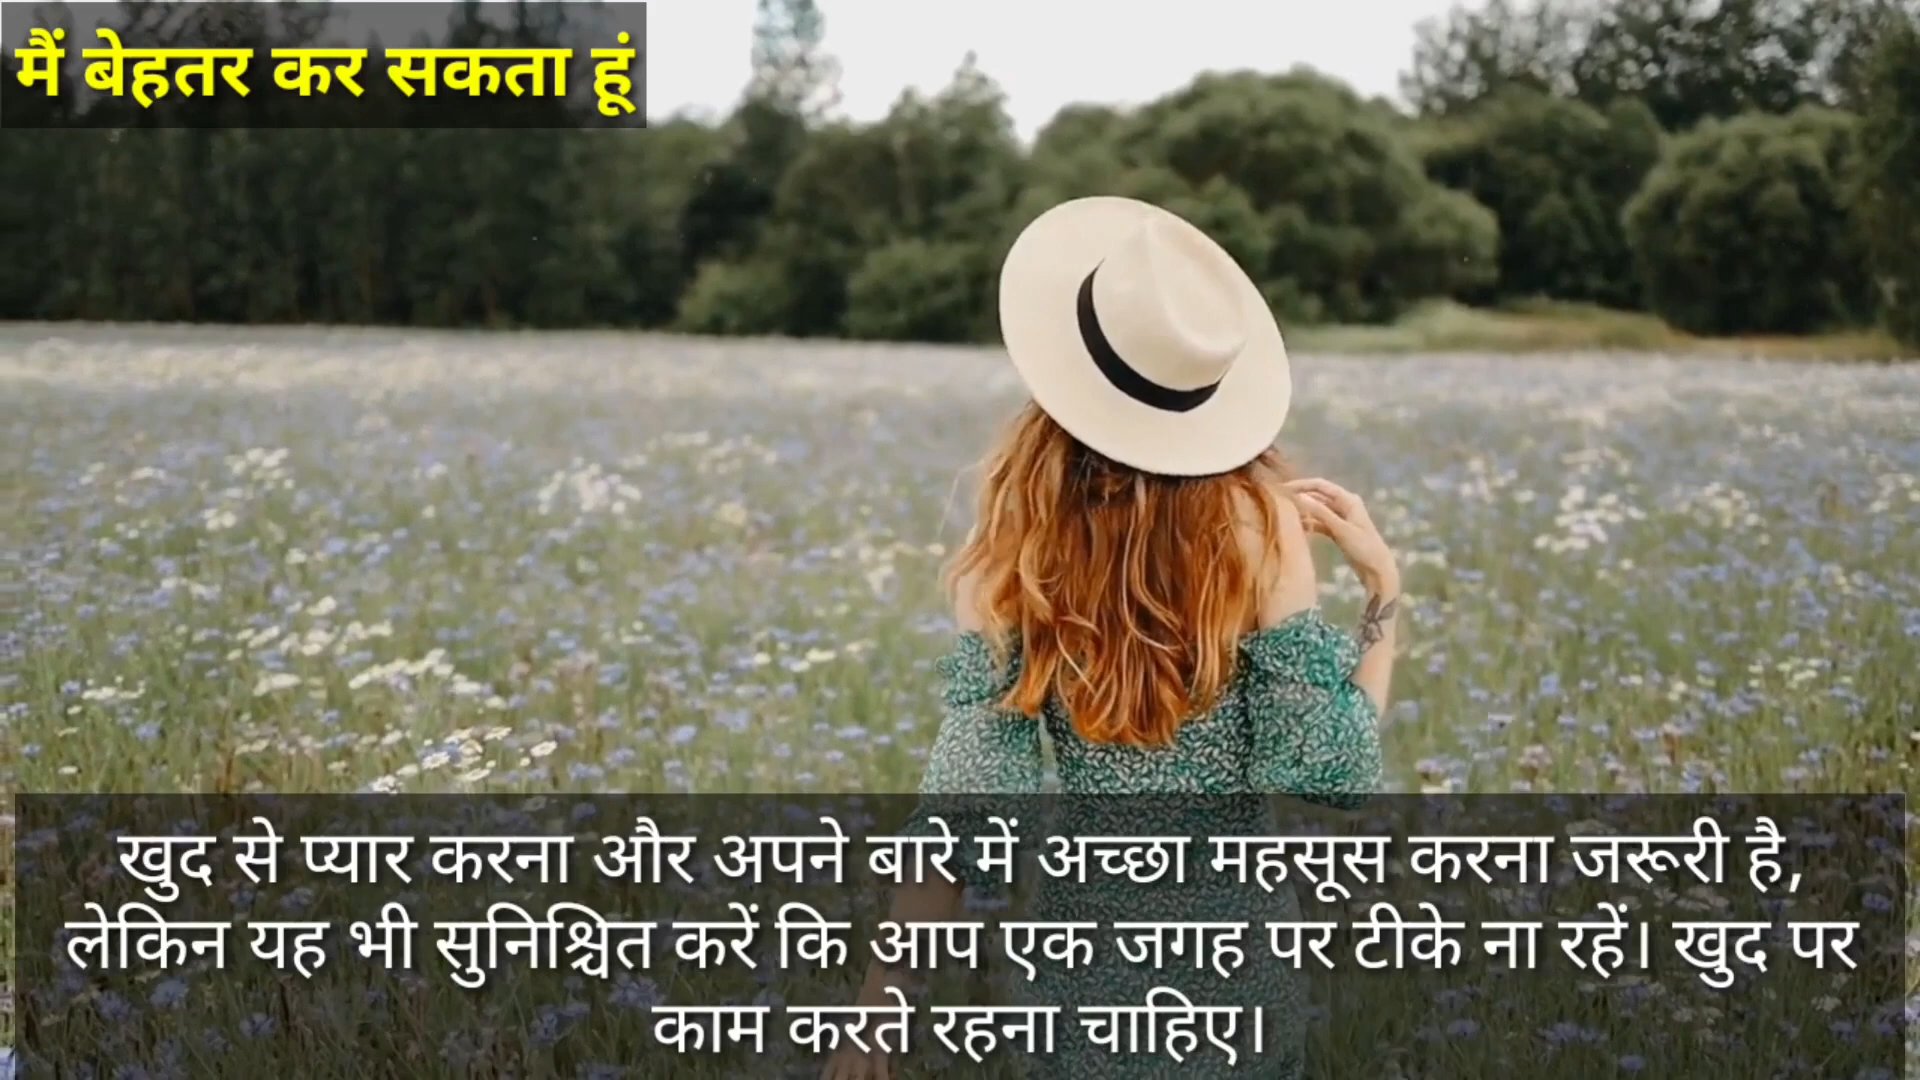 मैं बेहतर कर सकता हूं
खुद से प्यार करना और अपने बारे में अच्छा महसूस करना जरूरी है,
लेकिन यह भी सुनिश्चित करें कि आप एक जगह पर टीके ना रहें। खुद पर
काम करते रहना चाहिए।